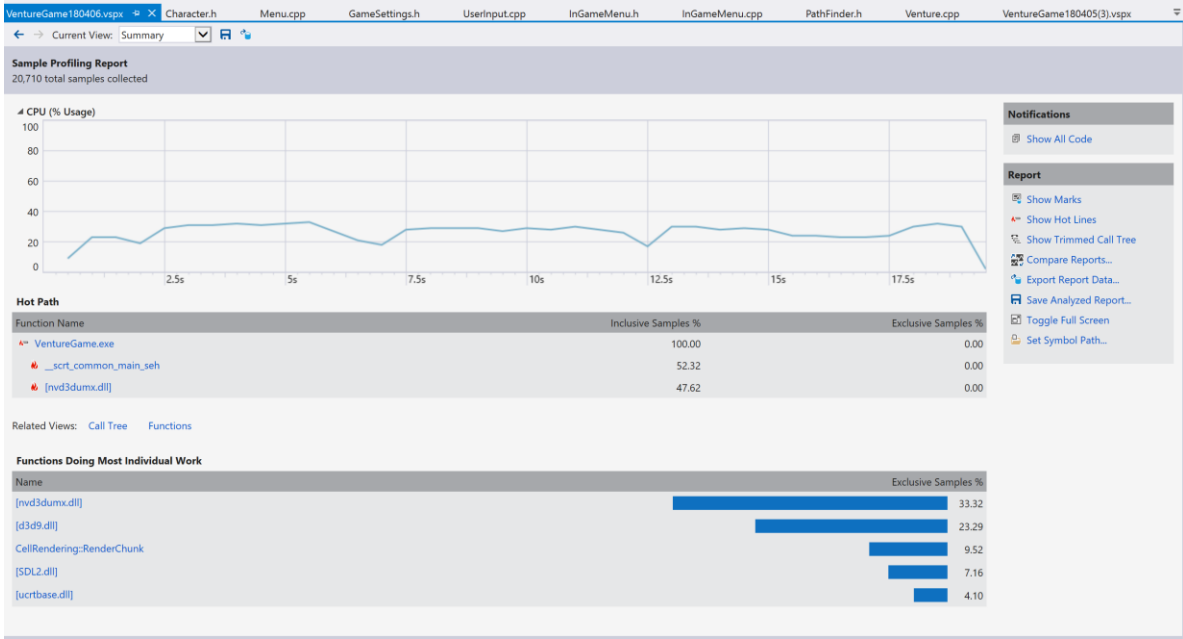 VentureGame180406.vspx Character.h Menu.cpp GameSettings.h UserInput.cpp InGameMenu.h InGameMenu.cpp PathFinder.h Venture.cpp VentureGame180405(3).vspx
Current View: Summary
Sample Profiling Report
20,710 total samples collected
CPU (% Usage)
100
80
60
40
20
0
2.5s 5s 7.5s 10s 12.5s 15s 17.5s
Hot Path
Function Name Inclusive Samples % Exclusive Samples %
VentureGame.exe 100.00 0.00
__scrt_common_main_seh 52.32 0.00
[nvd3dumx.dll] 47.62 0.00
Related Views: Call Tree Functions
Functions Doing Most Individual Work
Name Exclusive Samples %
[nvd3dumx.dll] 33.32
[d3d9.dll] 23.29
CellRendering::RenderChunk 9.52
[SDL2.dll] 7.16
[ucrtbase.dll] 4.10
Notifications
Show All Code
Report
Show Marks
Show Hot Lines
Show Trimmed Call Tree
Compare Reports...
Export Report Data...
Save Analyzed Report...
Toggle Full Screen
Set Symbol Path...